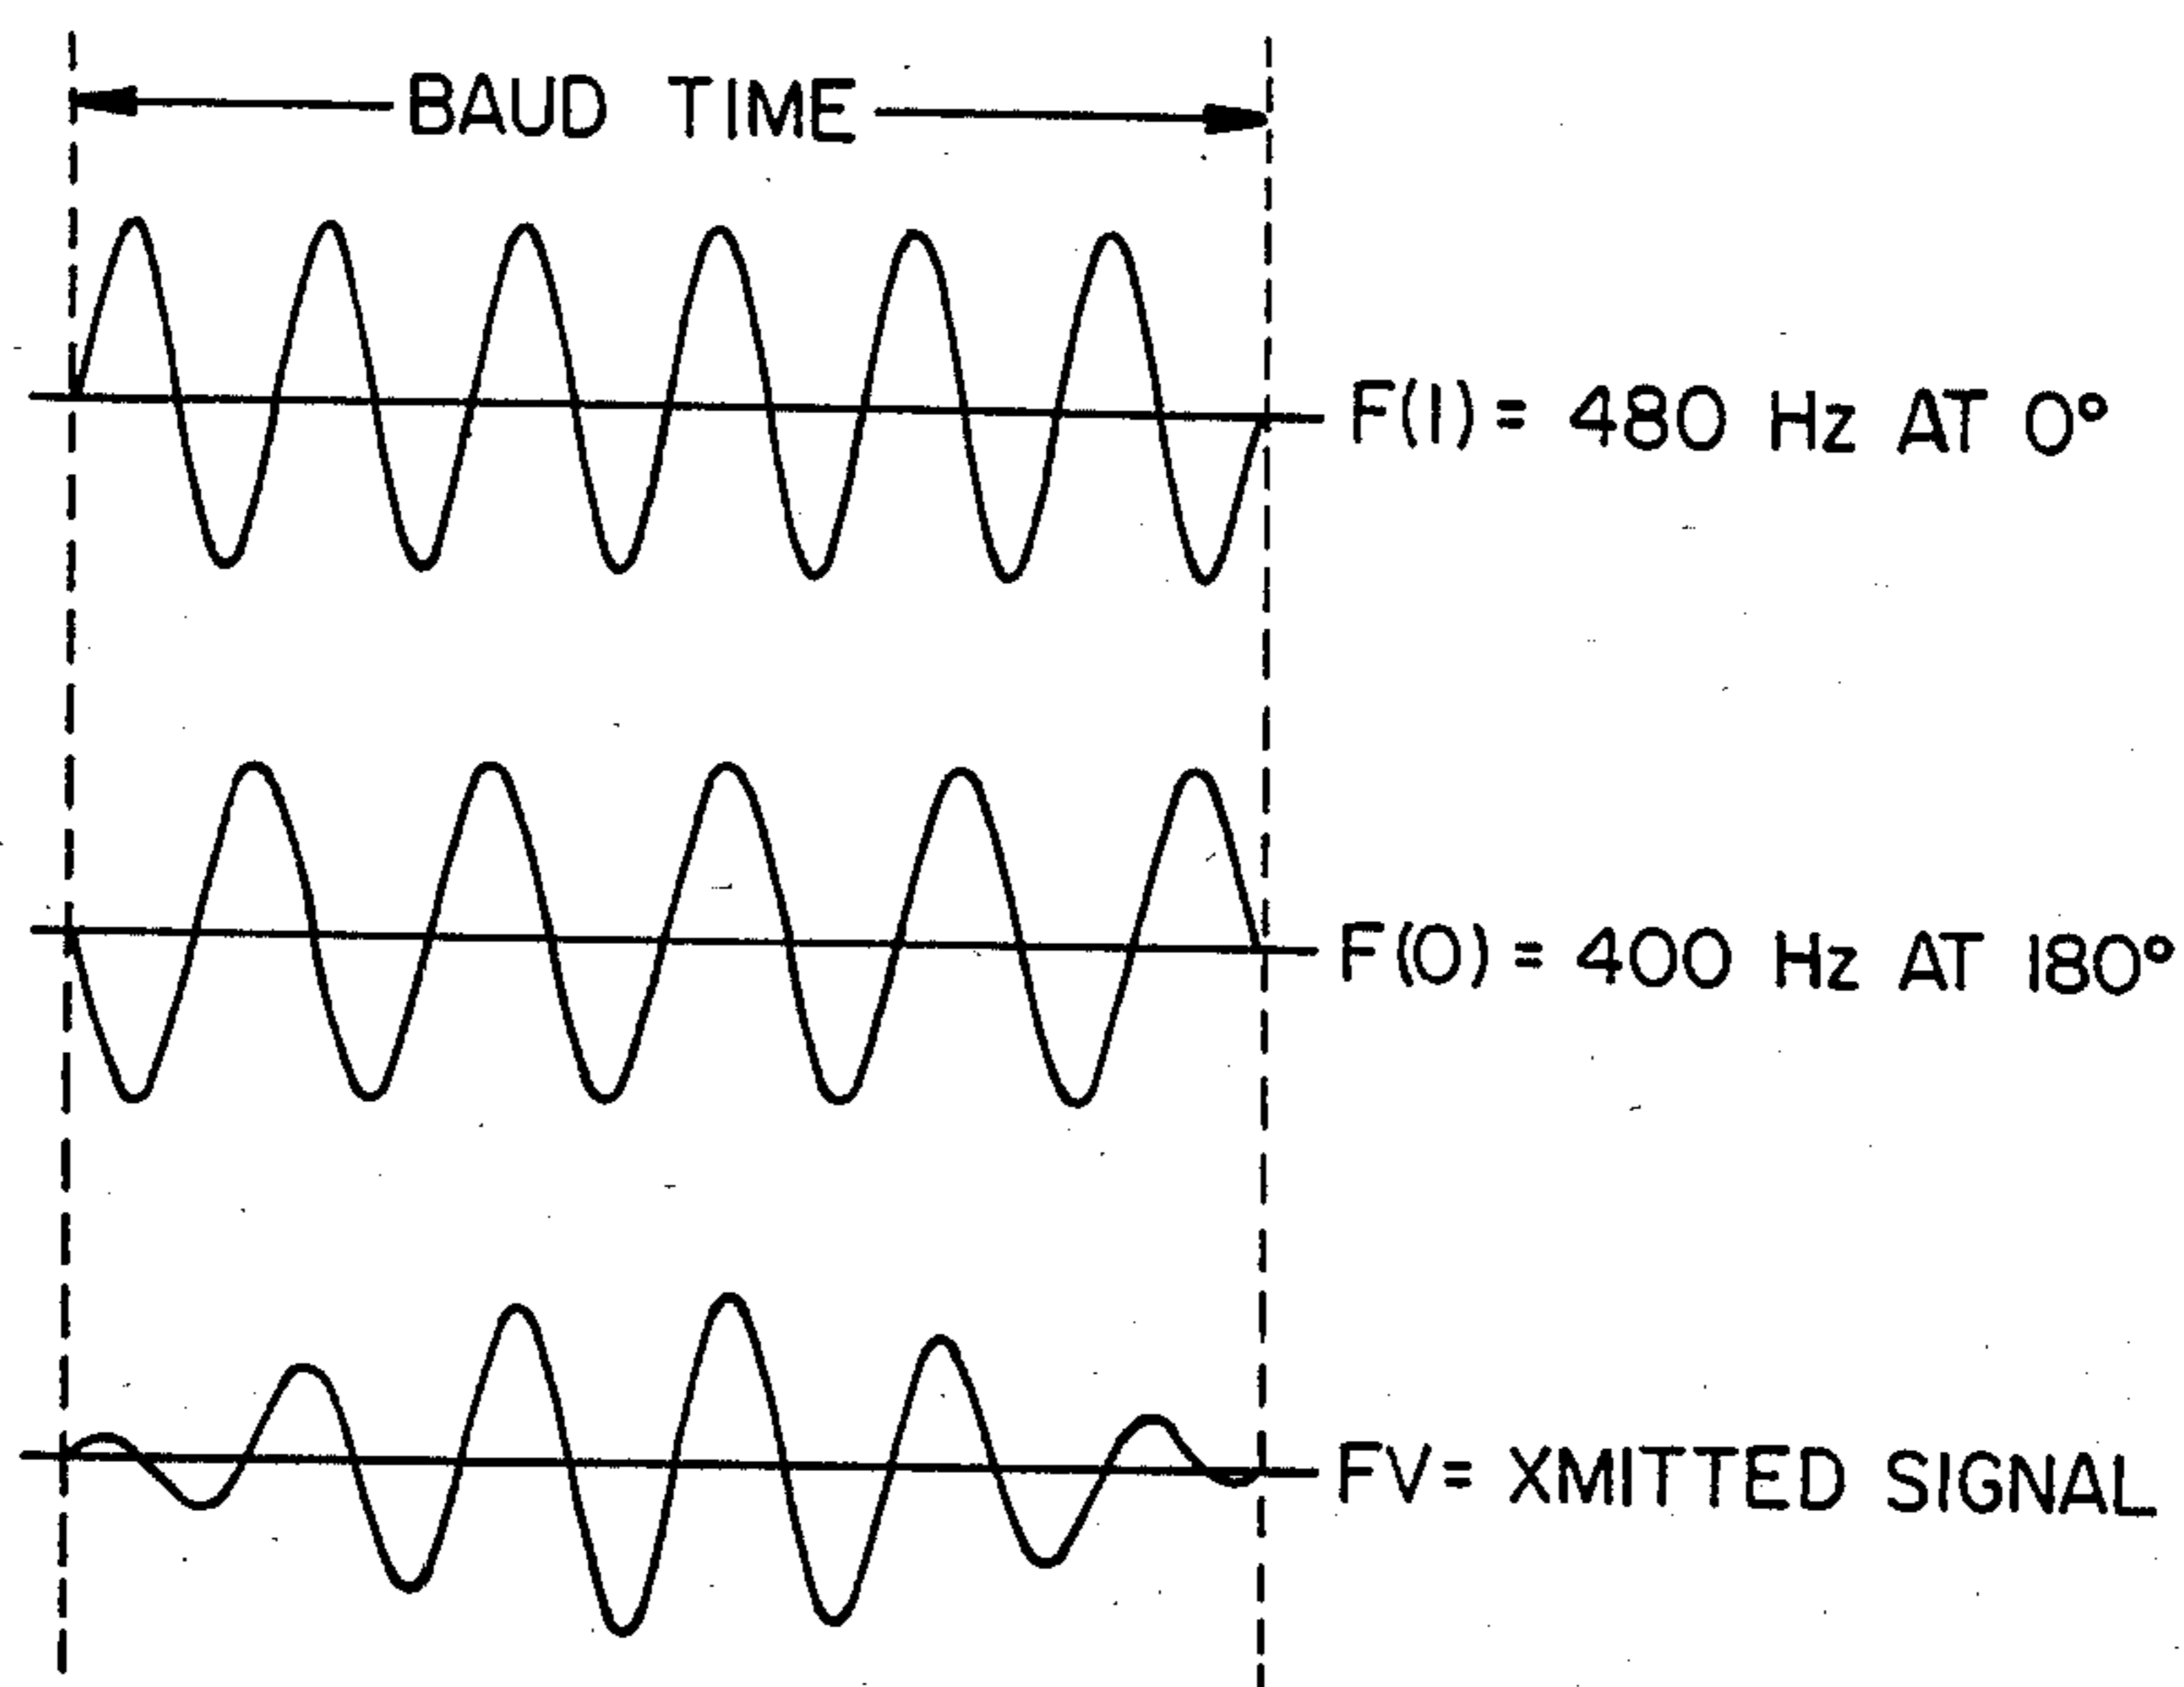 BAUD TIME
F(1) = 480 Hz AT 0°
F(0) = 400 Hz AT 180°
FV = XMITTED SIGNAL